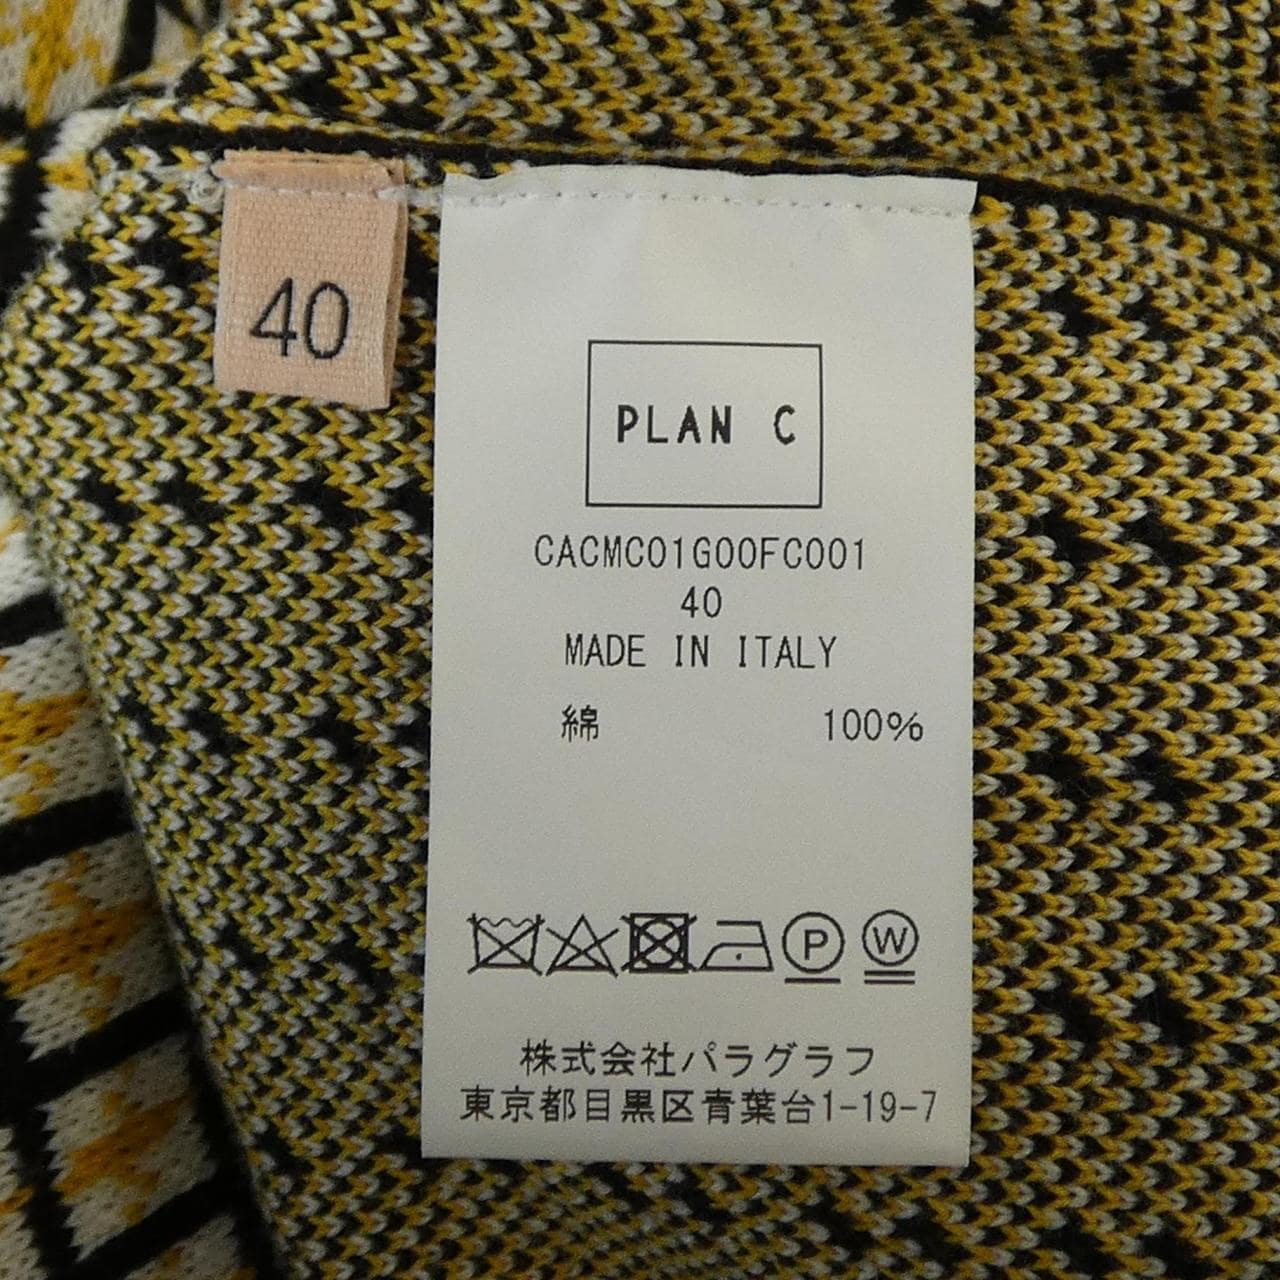 40
PLAN C
CACMC01G00FC001
40
MADE IN ITALY
綿 100%
P W
株式会社パラグラフ
東京都目黒区青葉台1-19-7